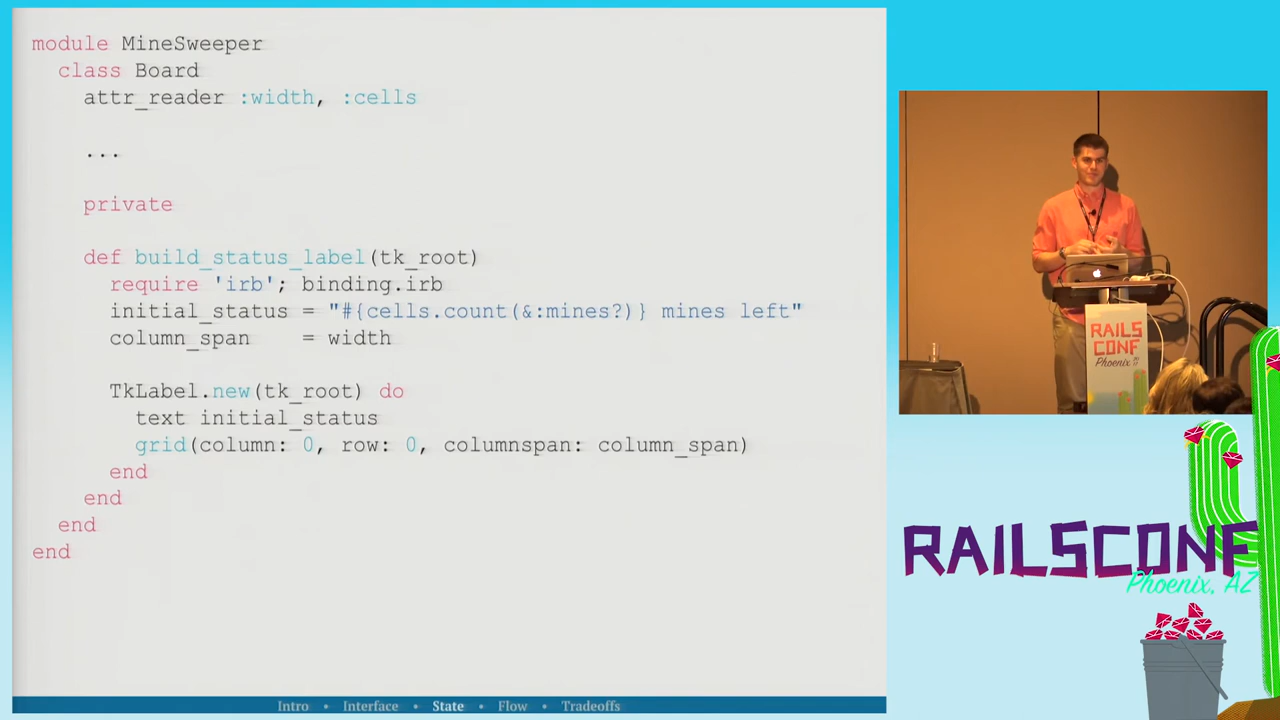 module MineSweeper
class Board
attr_reader :width, :cells
...
private
def build_status_label(tk_root)
require 'irb'; binding.irb
initial_status = "#{cells.count(&:mines?)} mines left"
column_span    = width
TkLabel.new(tk_root) do
text initial_status
grid(column: 0, row: 0, columnspan: column_span)
end
end
end
end
Intro • Interface • State • Flow • Tradeoffs
RAILS
CONF
Phoenix
RAILSCONF
Phoenix, AZ